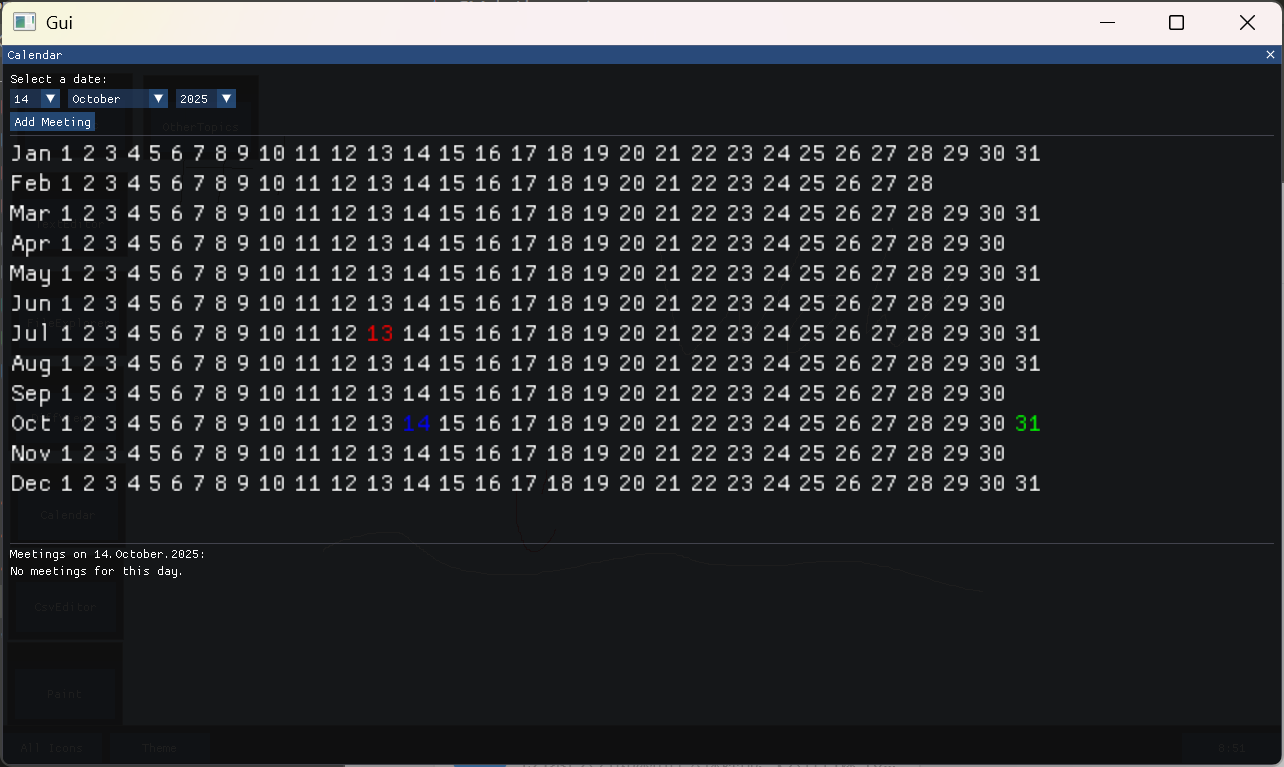 Gui
Calendar
Select a date:
14 October 2025
Add Meeting
OtherTopics
Jan 1 2 3 4 5 6 7 8 9 10 11 12 13 14 15 16 17 18 19 20 21 22 23 24 25 26 27 28 29 30 31
Feb 1 2 3 4 5 6 7 8 9 10 11 12 13 14 15 16 17 18 19 20 21 22 23 24 25 26 27 28
Mar 1 2 3 4 5 6 7 8 9 10 11 12 13 14 15 16 17 18 19 20 21 22 23 24 25 26 27 28 29 30 31
Apr 1 2 3 4 5 6 7 8 9 10 11 12 13 14 15 16 17 18 19 20 21 22 23 24 25 26 27 28 29 30
May 1 2 3 4 5 6 7 8 9 10 11 12 13 14 15 16 17 18 19 20 21 22 23 24 25 26 27 28 29 30 31
Jun 1 2 3 4 5 6 7 8 9 10 11 12 13 14 15 16 17 18 19 20 21 22 23 24 25 26 27 28 29 30
Jul 1 2 3 4 5 6 7 8 9 10 11 12 13 14 15 16 17 18 19 20 21 22 23 24 25 26 27 28 29 30 31
Aug 1 2 3 4 5 6 7 8 9 10 11 12 13 14 15 16 17 18 19 20 21 22 23 24 25 26 27 28 29 30 31
Sep 1 2 3 4 5 6 7 8 9 10 11 12 13 14 15 16 17 18 19 20 21 22 23 24 25 26 27 28 29 30
Oct 1 2 3 4 5 6 7 8 9 10 11 12 13 14 15 16 17 18 19 20 21 22 23 24 25 26 27 28 29 30 31
Nov 1 2 3 4 5 6 7 8 9 10 11 12 13 14 15 16 17 18 19 20 21 22 23 24 25 26 27 28 29 30
Dec 1 2 3 4 5 6 7 8 9 10 11 12 13 14 15 16 17 18 19 20 21 22 23 24 25 26 27 28 29 30 31
Calendar
Meetings on 14.October.2025:
No meetings for this day.
CsvEditor
Paint
All Icons Theme 8:51